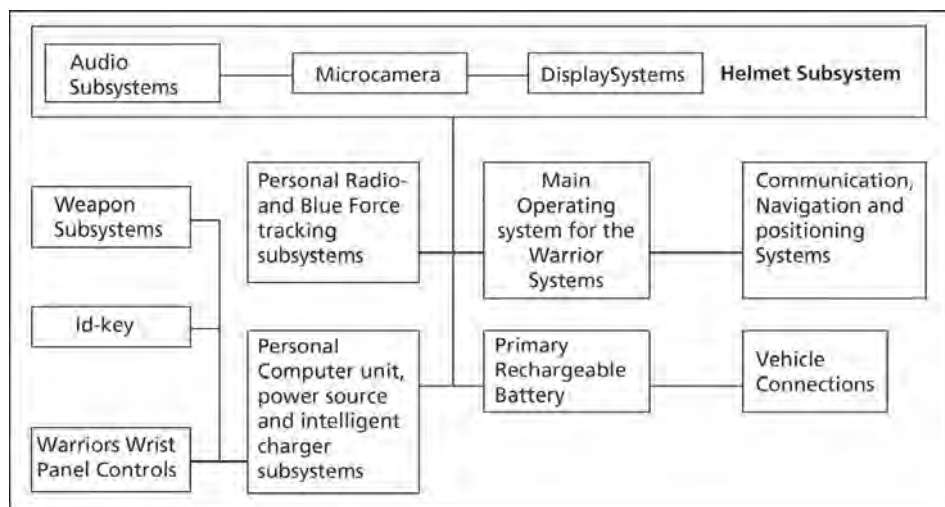 Audio
Subsystems
Microcamera
DisplaySystems
Helmet Subsystem
Weapon
Subsystems
Personal Radio-
and Blue Force
tracking
subsystems
Main
Operating
system for the
Warrior
Systems
Communication,
Navigation and
positioning
Systems
Id-key
Personal
Computer unit,
power source
and intelligent
charger
subsystems
Primary
Rechargeable
Battery
Vehicle
Connections
Warriors Wrist
Panel Controls